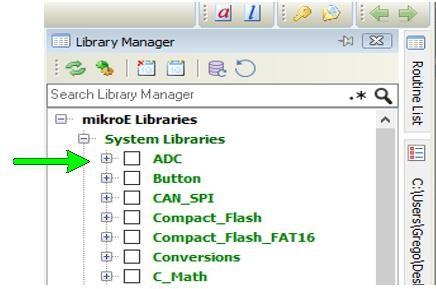 a l
Library Manager
Search Library Manager .*
mikroE Libraries
System Libraries
ADC
Button
CAN_SPI
Compact_Flash
Compact_Flash_FAT16
Conversions
C_Math
Routine List
C:\Users\Grego\Des